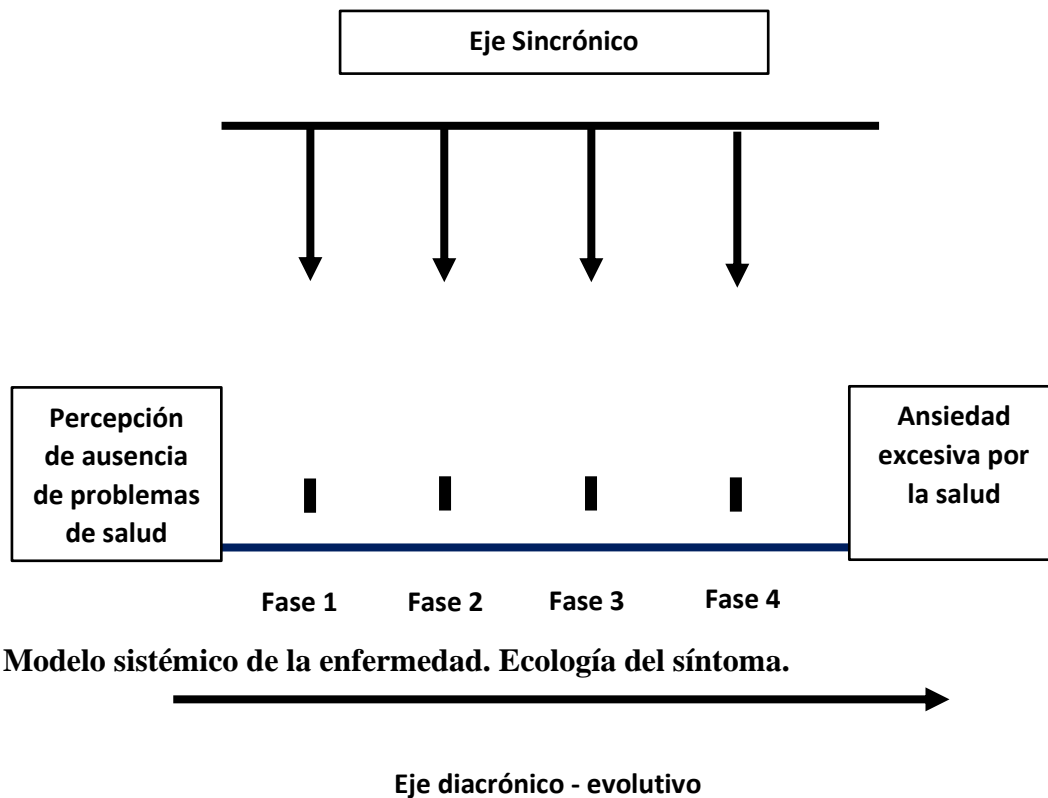 Eje Sincrónico
Percepción
de ausencia
de problemas
de salud
Ansiedad
excesiva por
la salud
Fase 1
Fase 2
Fase 3
Fase 4
Modelo sistémico de la enfermedad. Ecología del síntoma.
Eje diacrónico - evolutivo